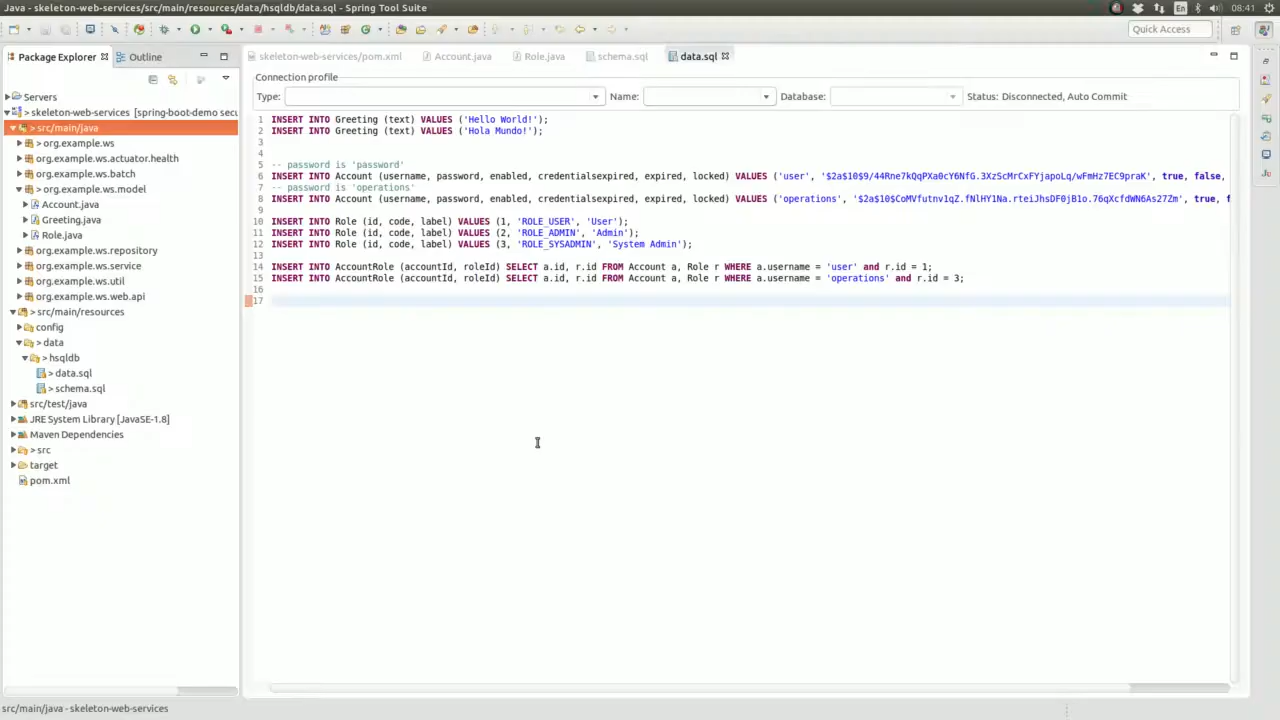 Java - skeleton-web-services/src/main/resources/data/hsqldb/data.sql - Spring Tool Suite
En
08:41
Quick Access
Package Explorer
Outline
skeleton-web-services/pom.xml
Account.java
Role.java
schema.sql
data.sql
Connection profile
Type:
Name:
Database:
Status: Disconnected, Auto Commit
Servers
> skeleton-web-services [spring-boot-demo secu
> src/main/java
> org.example.ws
> org.example.ws.actuator.health
> org.example.ws.batch
> org.example.ws.model
> Account.java
> Greeting.java
> Role.java
> org.example.ws.repository
> org.example.ws.service
> org.example.ws.util
> org.example.ws.web.api
> src/main/resources
> config
> data
> hsqldb
> data.sql
> schema.sql
src/test/java
JRE System Library [JavaSE-1.8]
Maven Dependencies
> src
target
pom.xml
1 INSERT INTO Greeting (text) VALUES ('Hello World!');
2 INSERT INTO Greeting (text) VALUES ('Hola Mundo!');
3
4
5 -- password is 'password'
6 INSERT INTO Account (username, password, enabled, credentialsexpired, expired, locked) VALUES ('user', '$2a$10$9/44Rne7kQqPXa0cY6NfG.3XzScMrCxFYjapoLq/wFmHz7EC9praK', true, false,
7 -- password is 'operations'
8 INSERT INTO Account (username, password, enabled, credentialsexpired, expired, locked) VALUES ('operations', '$2a$10$CoMVfutnv1qZ.fNlHY1Na.rteiJhsDF0jB1o.76qXcfdWN6As27Zm', true, f
9
10 INSERT INTO Role (id, code, label) VALUES (1, 'ROLE_USER', 'User');
11 INSERT INTO Role (id, code, label) VALUES (2, 'ROLE_ADMIN', 'Admin');
12 INSERT INTO Role (id, code, label) VALUES (3, 'ROLE_SYSADMIN', 'System Admin');
13
14 INSERT INTO AccountRole (accountId, roleId) SELECT a.id, r.id FROM Account a, Role r WHERE a.username = 'user' and r.id = 1;
15 INSERT INTO AccountRole (accountId, roleId) SELECT a.id, r.id FROM Account a, Role r WHERE a.username = 'operations' and r.id = 3;
16
17
src/main/java - skeleton-web-services